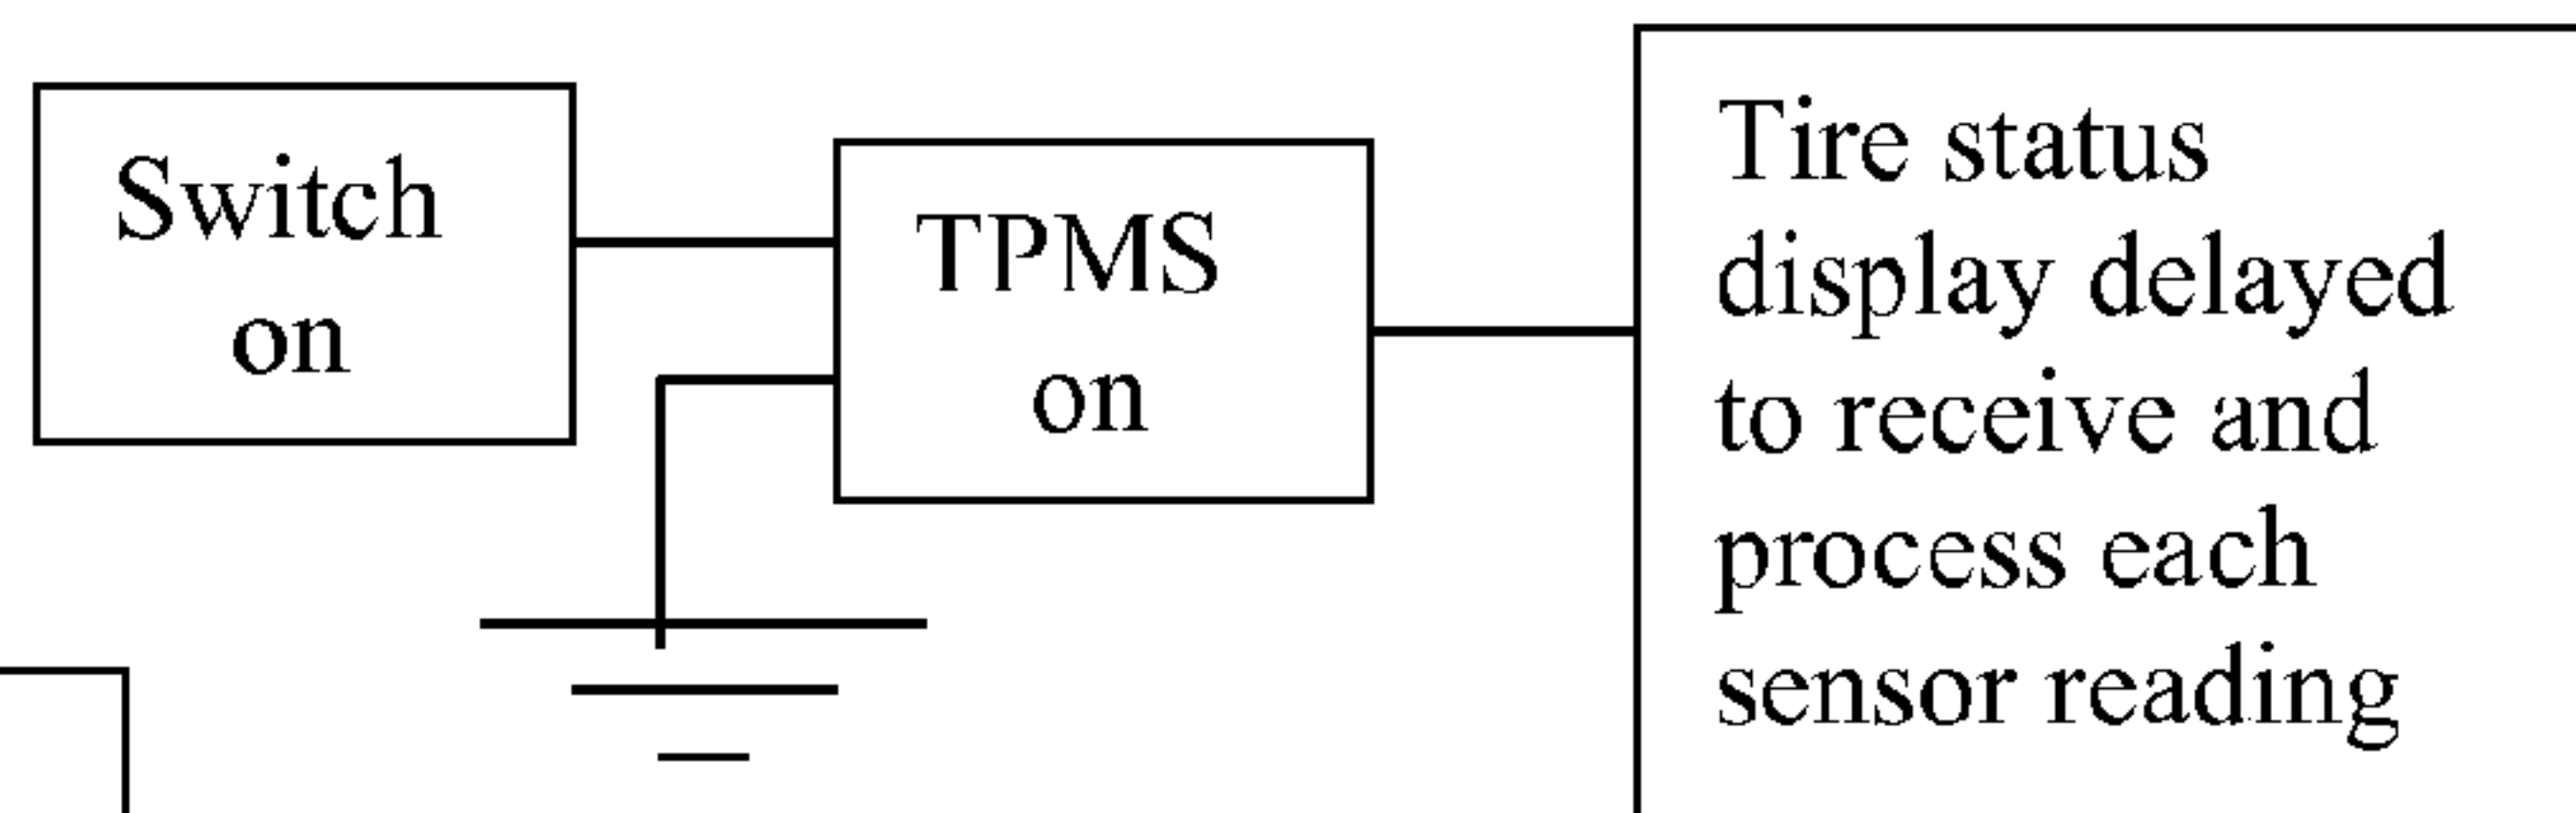 Switch
on
TPMS
on
Tire status
display delayed
to receive and
process each
sensor reading